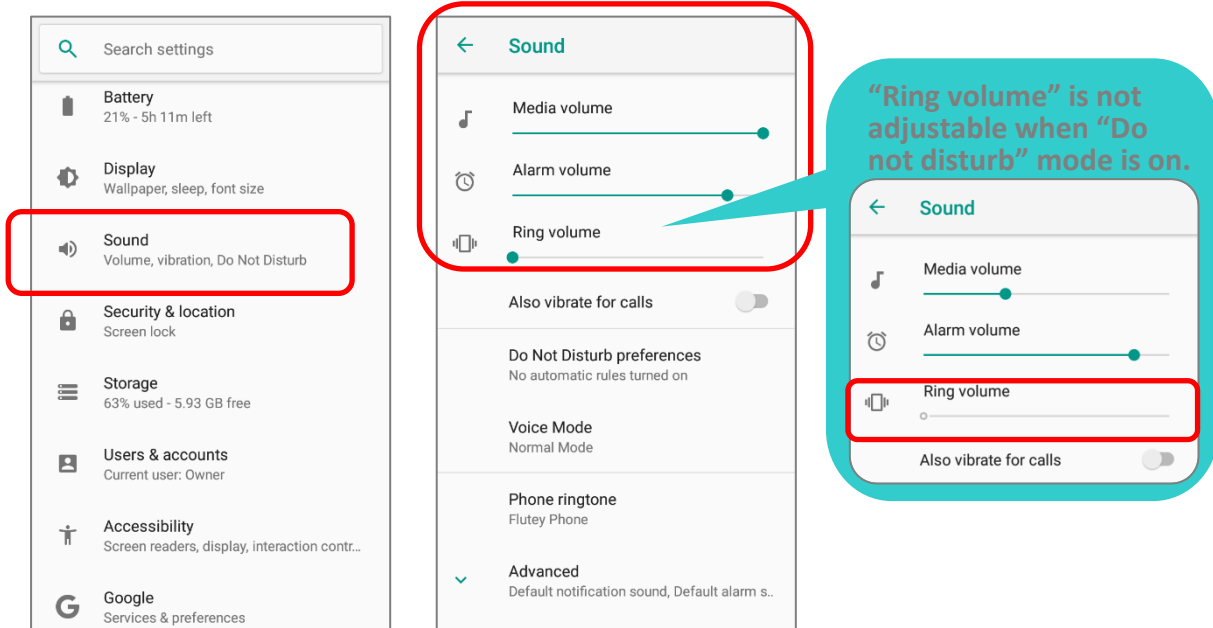 Search settings
Battery
21% - 5h 11m left
Display
Wallpaper, sleep, font size
Sound
Volume, vibration, Do Not Disturb
Security & location
Screen lock
Storage
63% used - 5.93 GB free
Users & accounts
Current user: Owner
Accessibility
Screen readers, display, interaction contr...
Google
Services & preferences
Sound
Media volume
Alarm volume
Ring volume
Also vibrate for calls
Do Not Disturb preferences
No automatic rules turned on
Voice Mode
Normal Mode
Phone ringtone
Flutey Phone
Advanced
Default notification sound, Default alarm s..
“Ring volume” is not
adjustable when “Do
not disturb” mode is on.
Sound
Media volume
Alarm volume
Ring volume
Also vibrate for calls